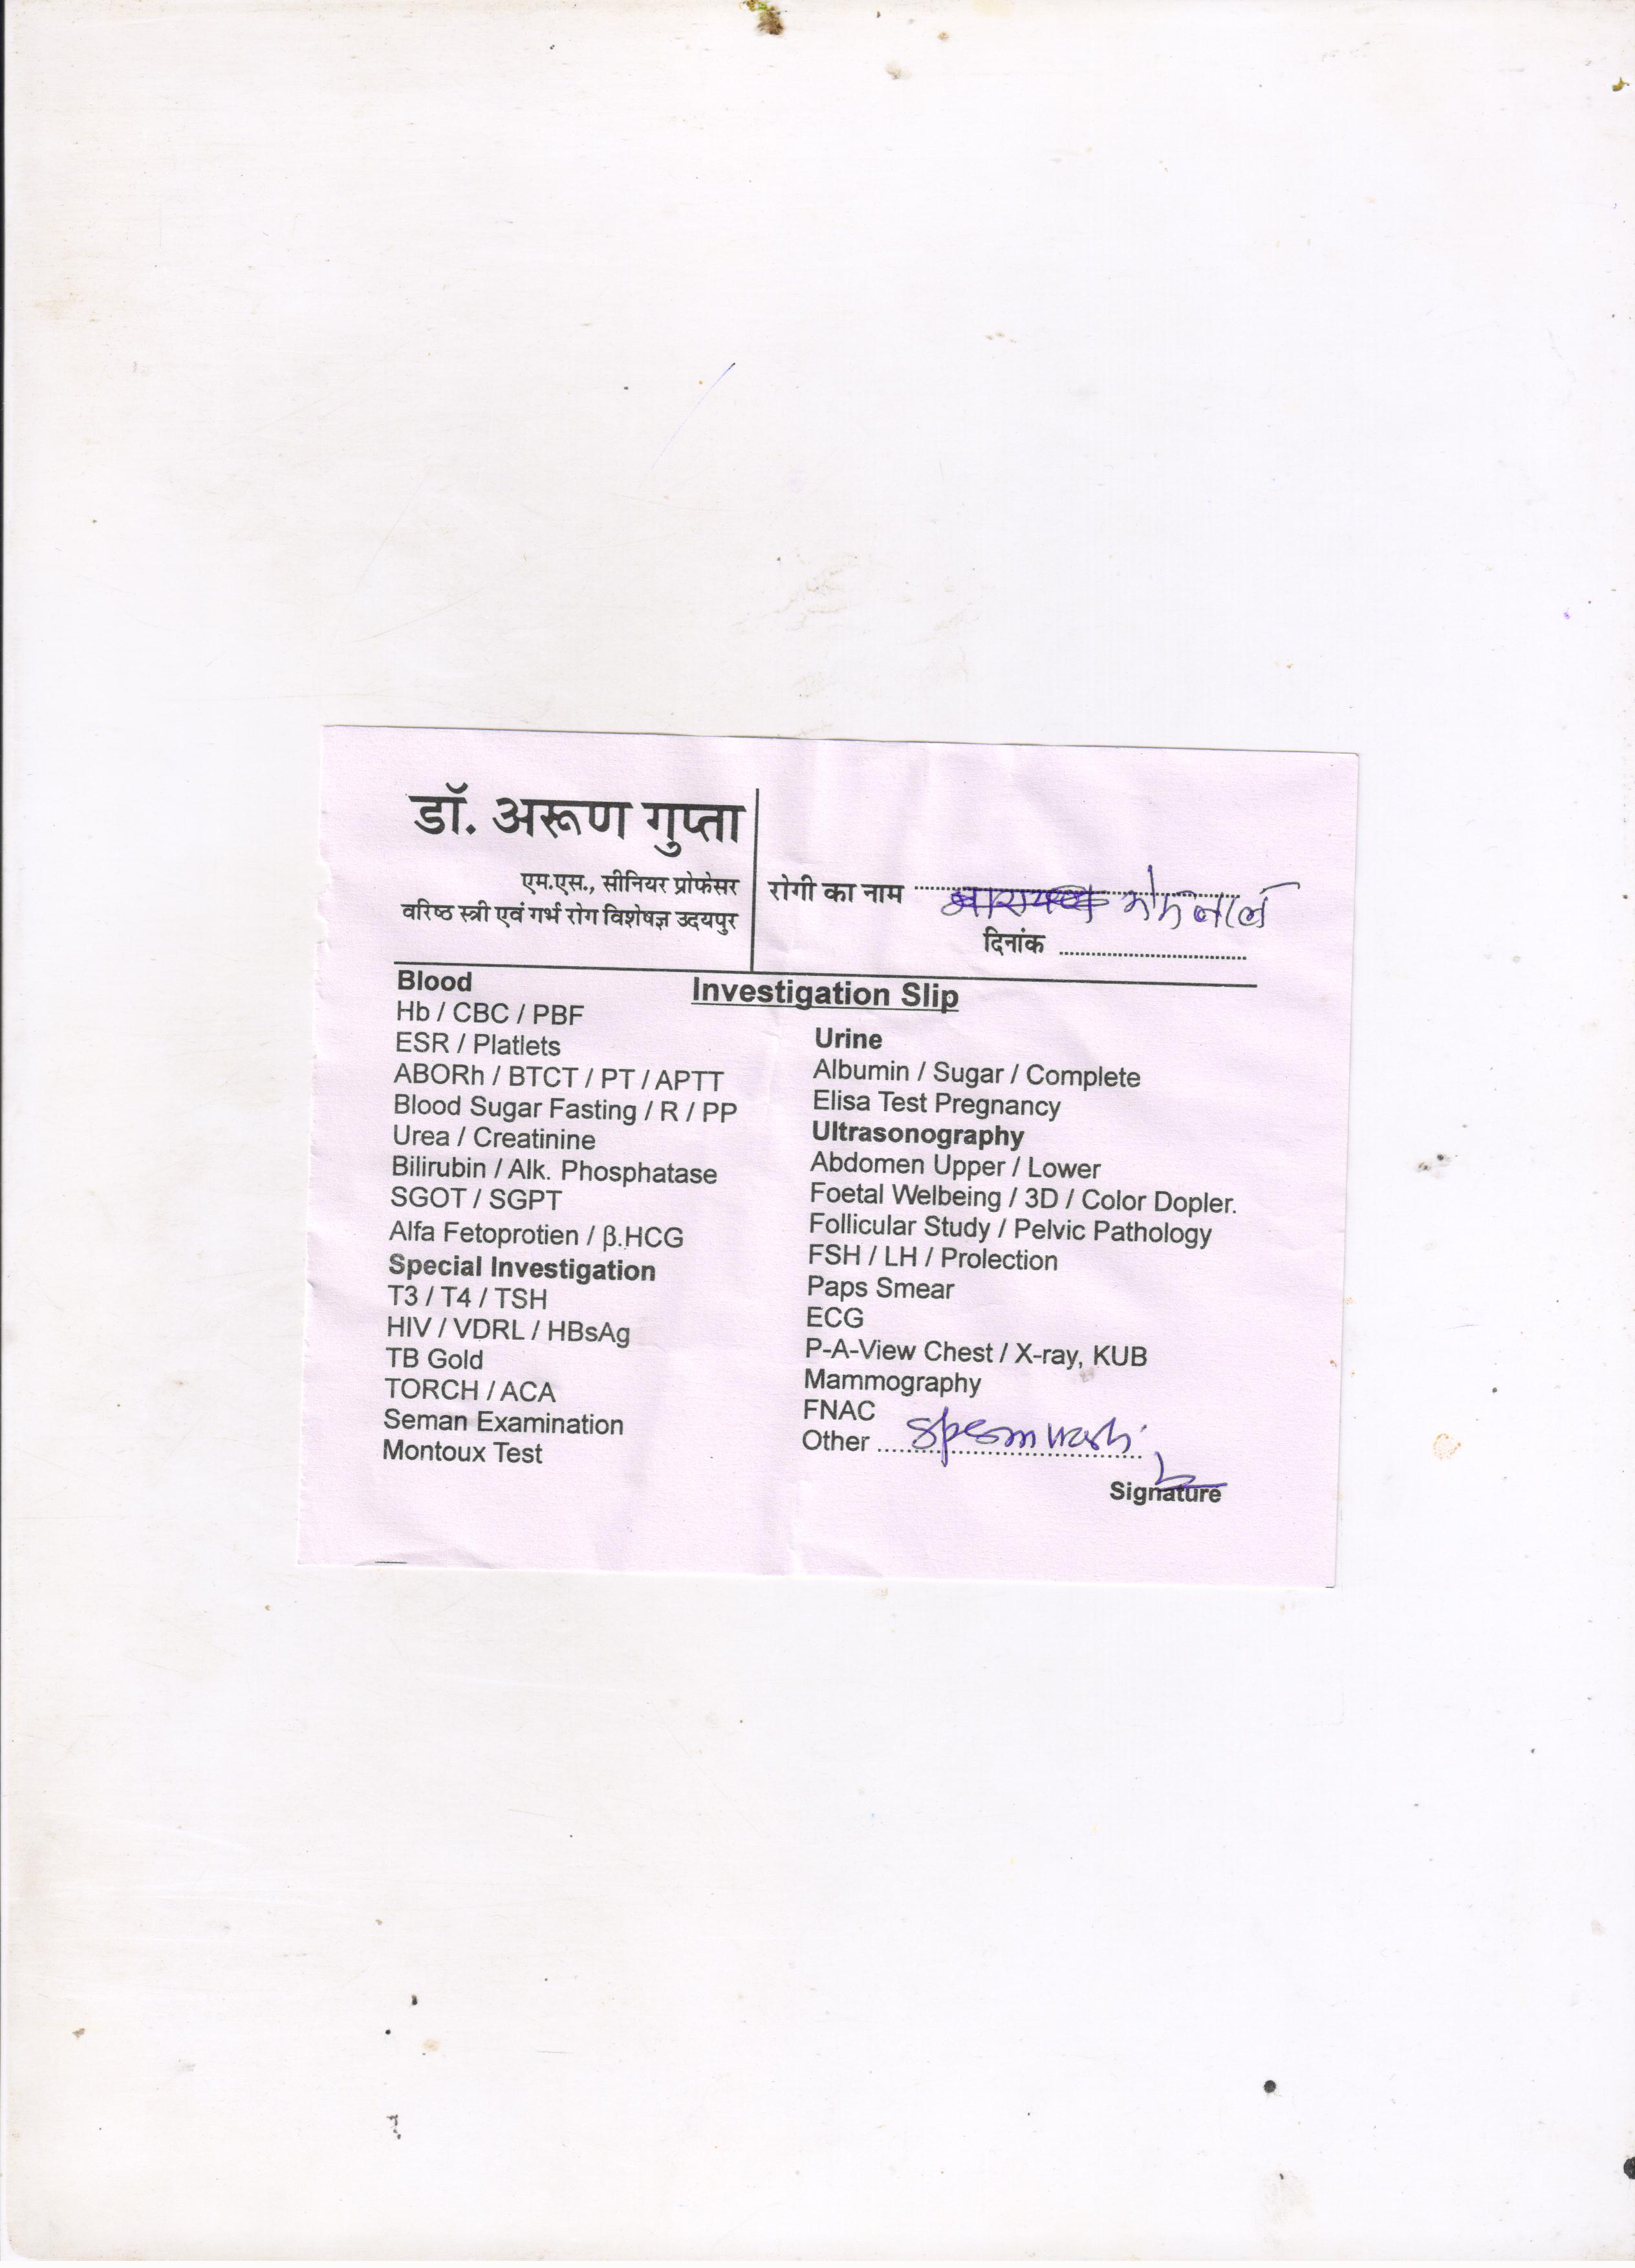 डॉ. अरूण गुप्ता
एम.एस., सीनियर प्रोफेसर
वरिष्ठ स्त्री एवं गर्भ रोग विशेषज्ञ उदयपुर
रोगी का नाम
दिनांक
Investigation Slip
Blood
Hb / CBC / PBF
ESR / Platlets
ABORh / BTCT / PT / APTT
Blood Sugar Fasting / R / PP
Urea / Creatinine
Bilirubin / Alk. Phosphatase
SGOT / SGPT
Alfa Fetoprotien / β.HCG
Special Investigation
T3 / T4 / TSH
HIV / VDRL / HBsAg
TB Gold
TORCH / ACA
Seman Examination
Montoux Test
Urine
Albumin / Sugar / Complete
Elisa Test Pregnancy
Ultrasonography
Abdomen Upper / Lower
Foetal Welbeing / 3D / Color Dopler.
Follicular Study / Pelvic Pathology
FSH / LH / Prolection
Paps Smear
ECG
P-A-View Chest / X-ray, KUB
Mammography
FNAC
Other sperm wash
Signature